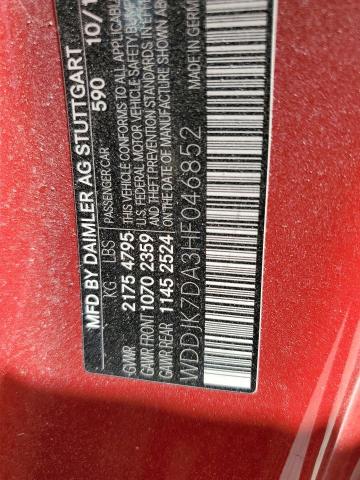 MFD BY DAIMLER AG STUTTGART
590 10/1
PASSENGER CAR
KG LBS
GVWR 2175 4795
GAWR FRONT 1070 2359
GAWR REAR 1145 2524
THIS VEHICLE CONFORMS TO ALL APPLICABLE
U.S. FEDERAL MOTOR VEHICLE SAFETY
AND THEFT PREVENTION STANDARDS IN
ON THE DATE OF MANUFACTURE SHOWN
MADE IN GERM
WDDJK7DA3HF046852